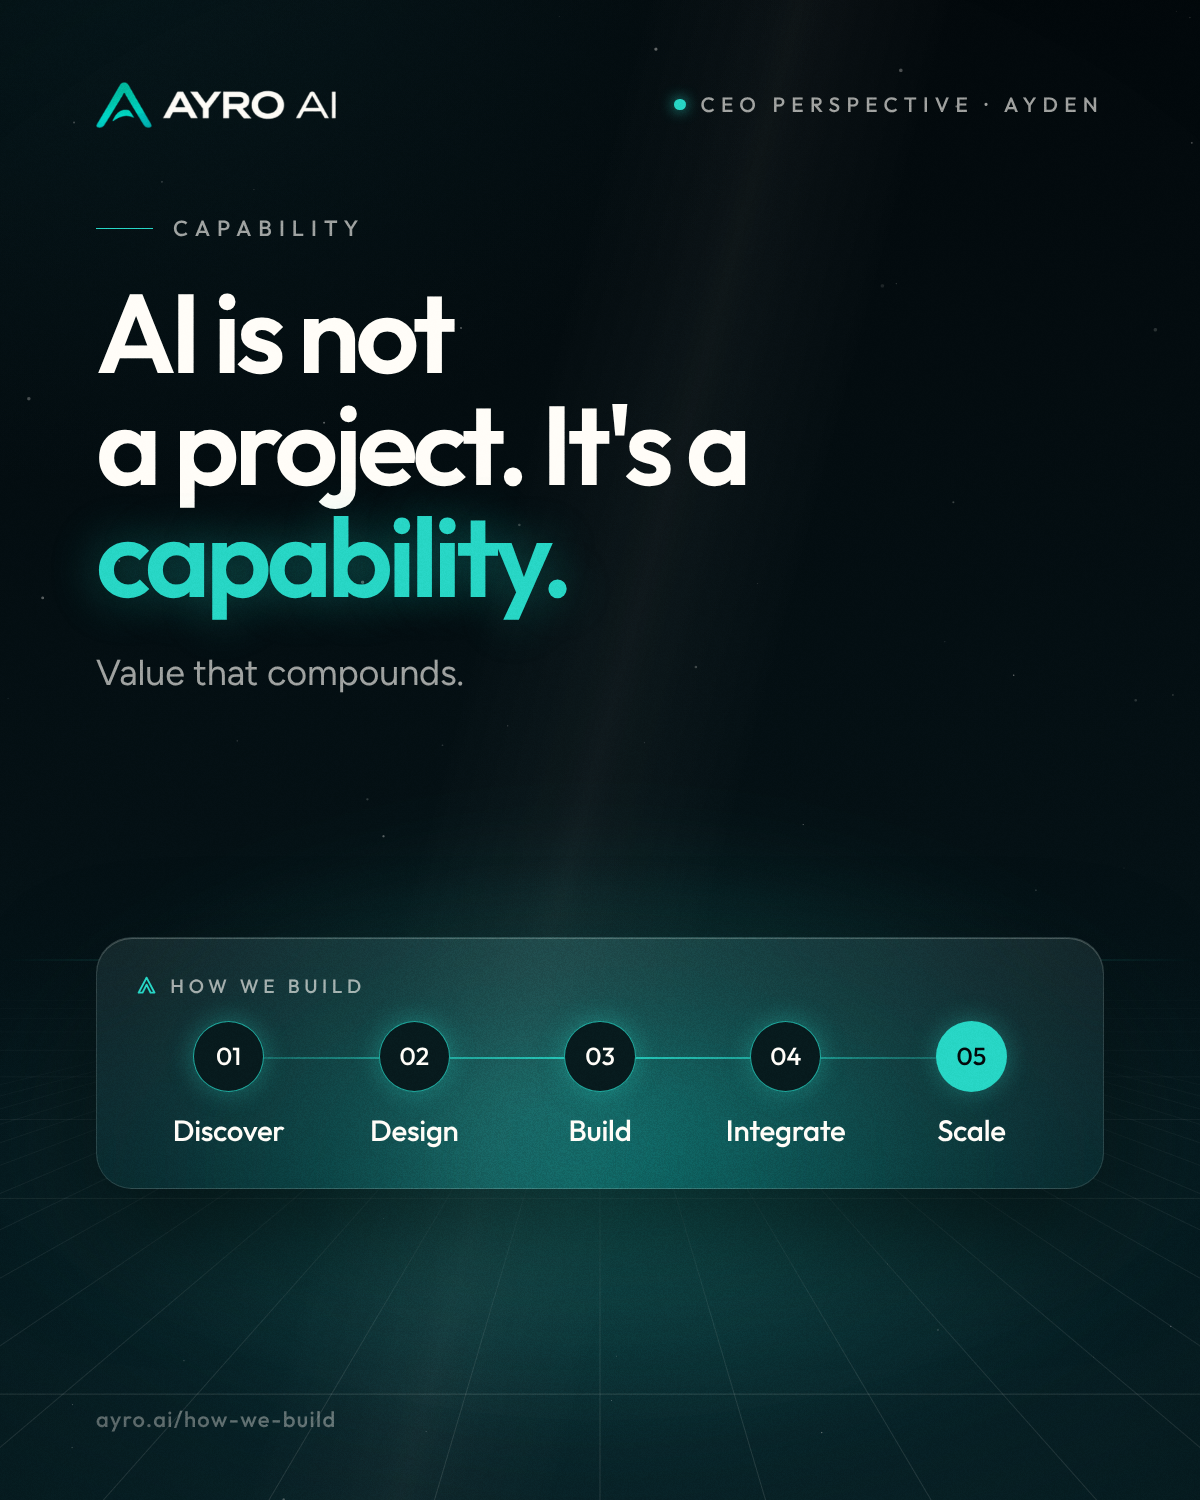 AYRO AI
CEO PERSPECTIVE · AYDEN
CAPABILITY
AI is not
a project. It's a
capability.
Value that compounds.
HOW WE BUILD
01 02 03 04 05
Discover Design Build Integrate Scale
ayro.ai/how-we-build